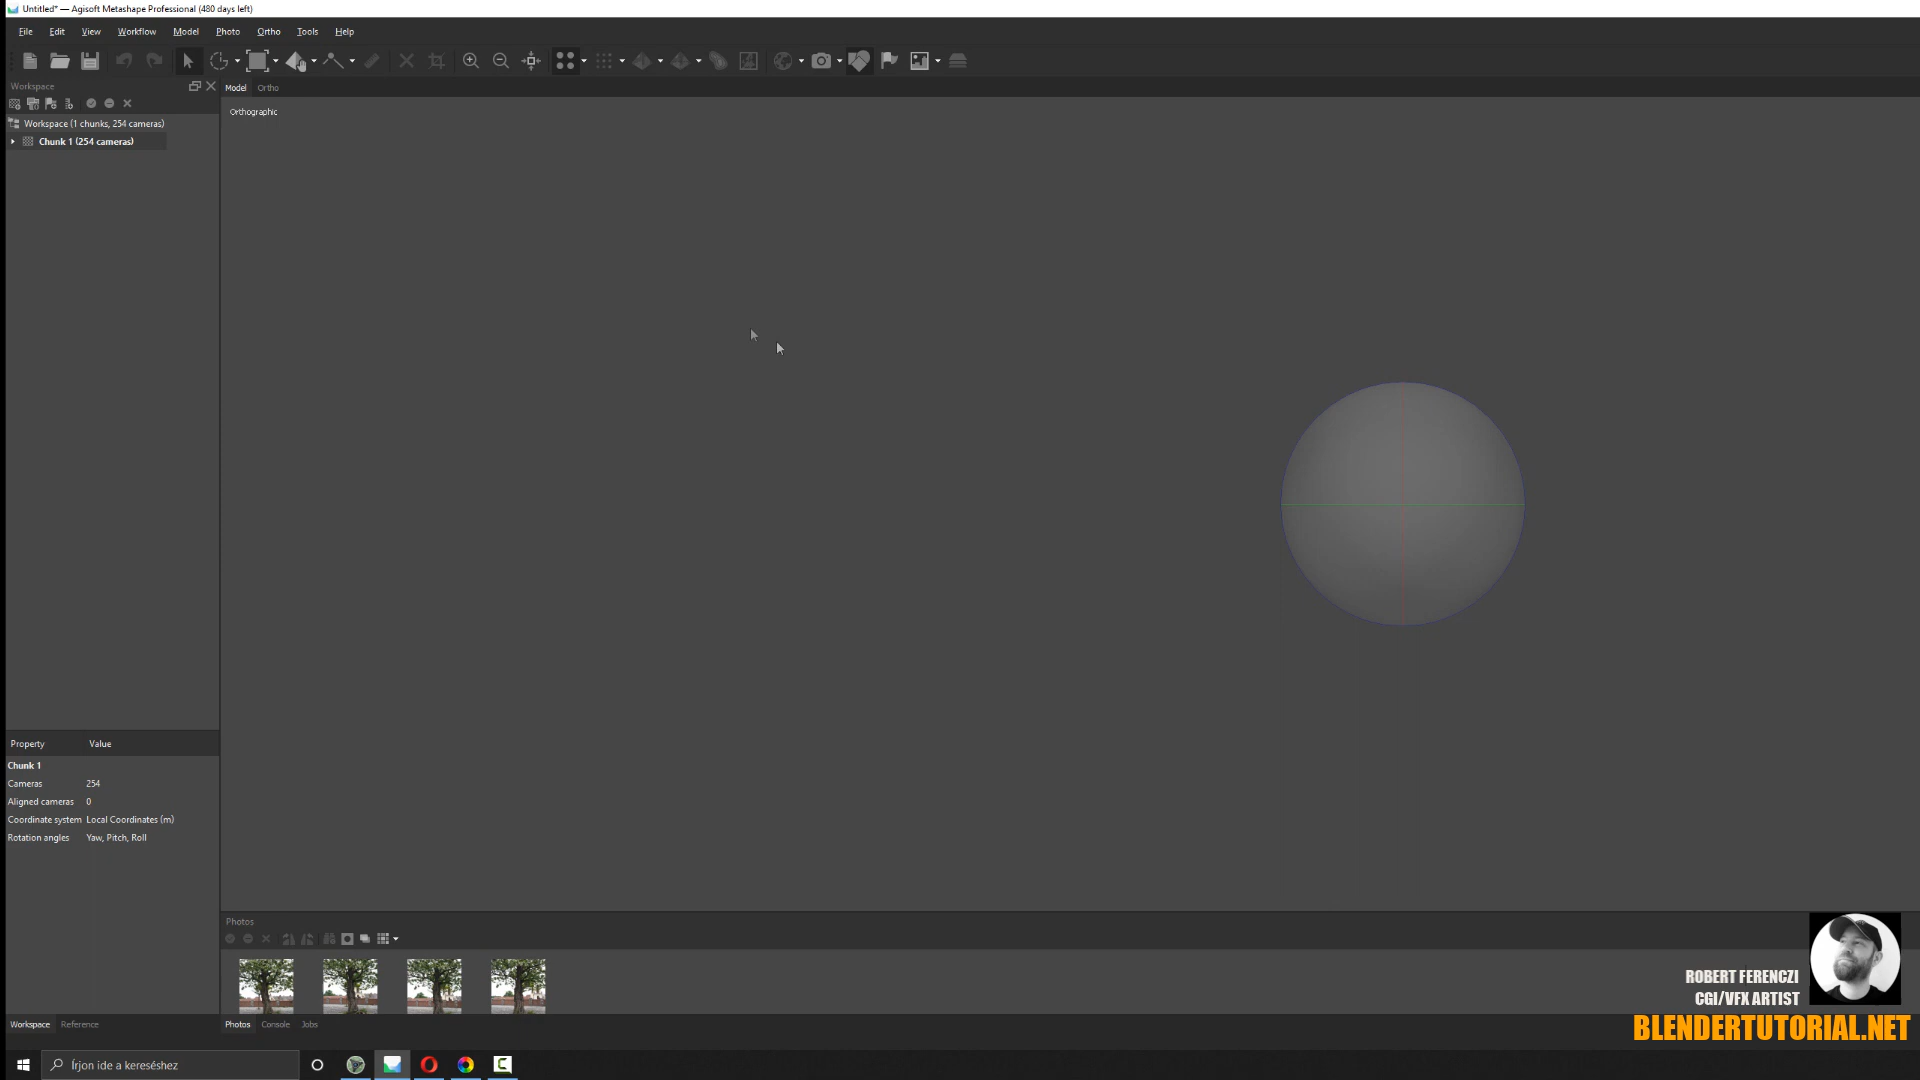 Untitled* — Agisoft Metashape Professional (480 days left)
File Edit View Workflow Model Photo Ortho Tools Help
Workspace
Model Ortho
Orthographic
Workspace (1 chunks, 254 cameras)
Chunk 1 (254 cameras)
Property Value
Chunk 1
Cameras 254
Aligned cameras 0
Coordinate system Local Coordinates (m)
Rotation angles Yaw, Pitch, Roll
Photos
Workspace Reference
Photos Console Jobs
ROBERT FERENCZI
CGI/VFX ARTIST
BLENDERTUTORIAL.NET
Írjon ide a kereséshez